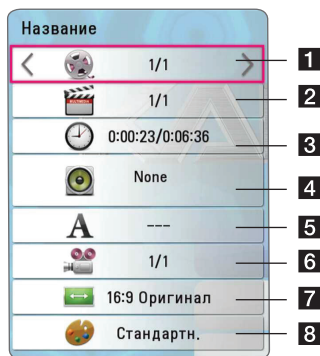 Название
1/1 1
1/1 2
0:00:23/0:06:36 3
None 4
A --- 5
1/1 6
16:9 Оригинал 7
Стандартн. 8